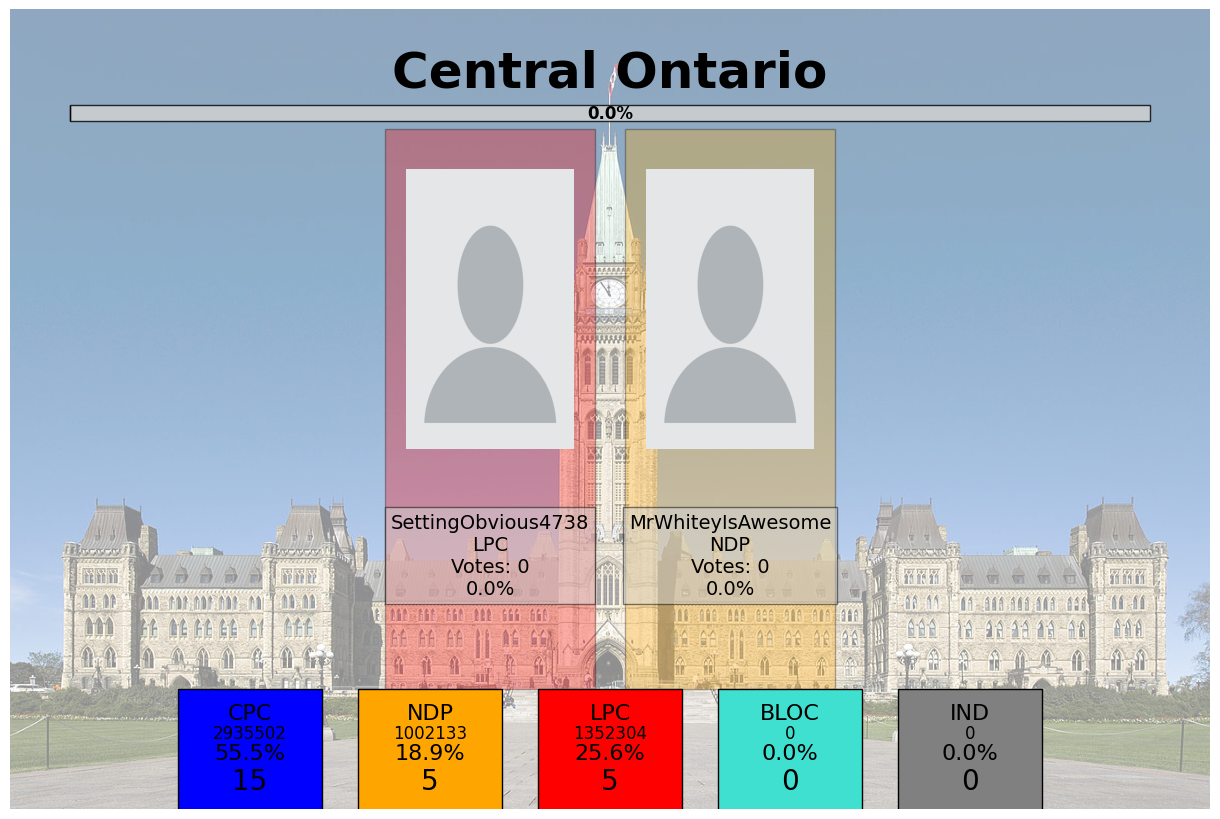 Central Ontario
0.0%
SettingObvious4738
LPC
Votes: 0
0.0%
MrWhiteyIsAwesome
NDP
Votes: 0
0.0%
CPC
2935502
55.5%
15
NDP
1002133
18.9%
5
LPC
1352304
25.6%
5
BLOC
0
0.0%
0
IND
0
0.0%
0